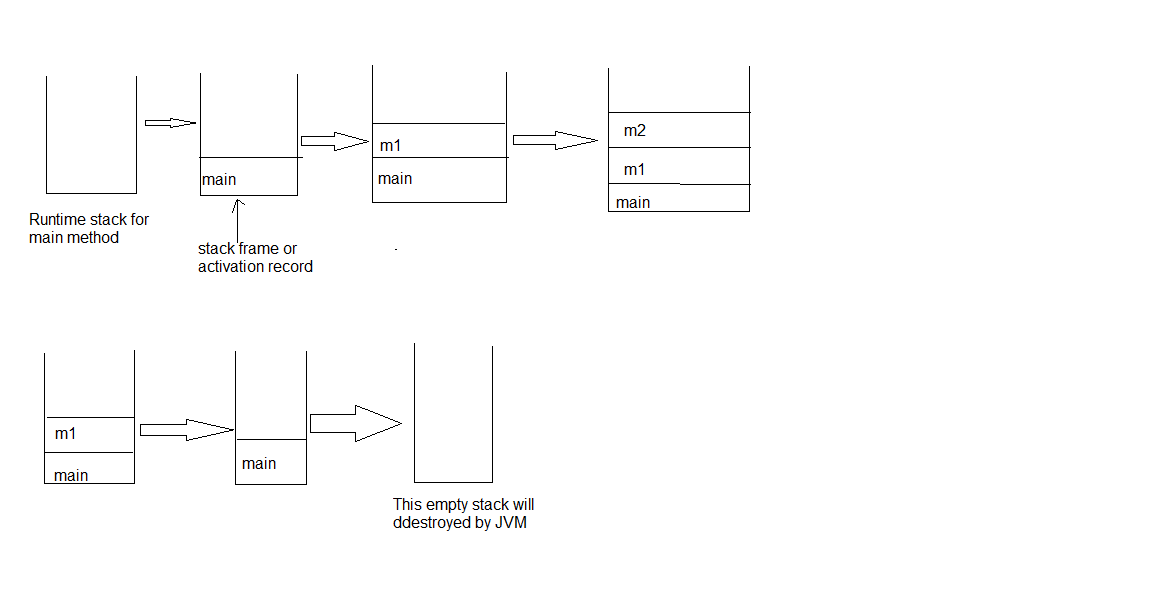 m2
m1
m1
main
main
main
Runtime stack for
main method
stack frame or
activation record
m1
main
main
This empty stack will
ddestroyed by JVM